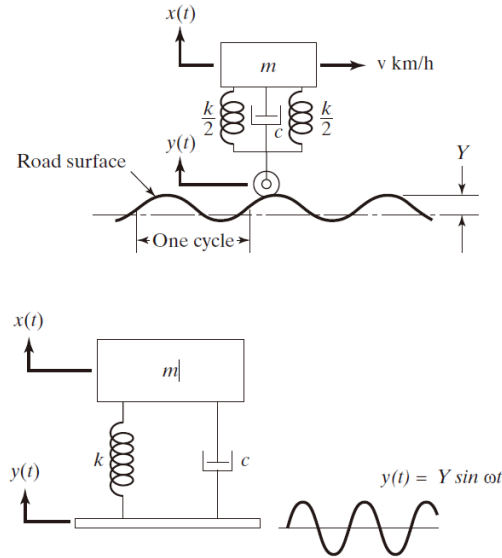 x(t)
m
v km/h
k
2
c
k
2
y(t)
Y
Road surface
One cycle
x(t)
m
k
c
y(t)
y(t) = Y sin ωt